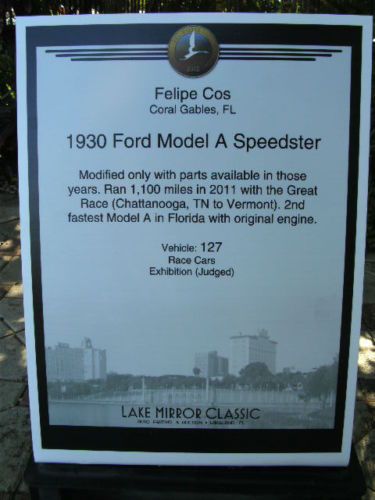 Felipe Cos
Coral Gables, FL
1930 Ford Model A Speedster
Modified only with parts available in those
years. Ran 1,100 miles in 2011 with the Great
Race (Chattanooga, TN to Vermont). 2nd
fastest Model A in Florida with original engine.
Vehicle: 127
Race Cars
Exhibition (Judged)
LAKE MIRROR CLASSIC